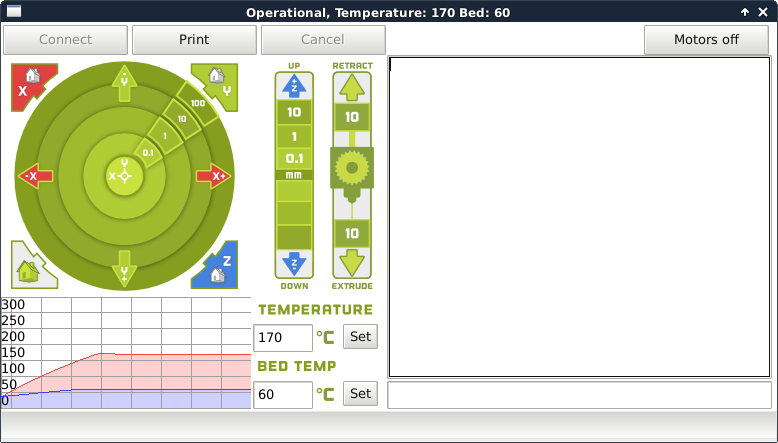 Operational, Temperature: 170 Bed: 60
Connect
Print
Cancel
Motors off
X
-Y
Y
100
10
1
0.1
Y
X
-X
X+
Y+
Z
UP
+Z
10
1
0.1
mm
-Z
DOWN
RETRACT
10
10
EXTRUDE
300
250
200
150
100
50
0
TEMPERATURE
170 °C Set
BED TEMP
60 °C Set